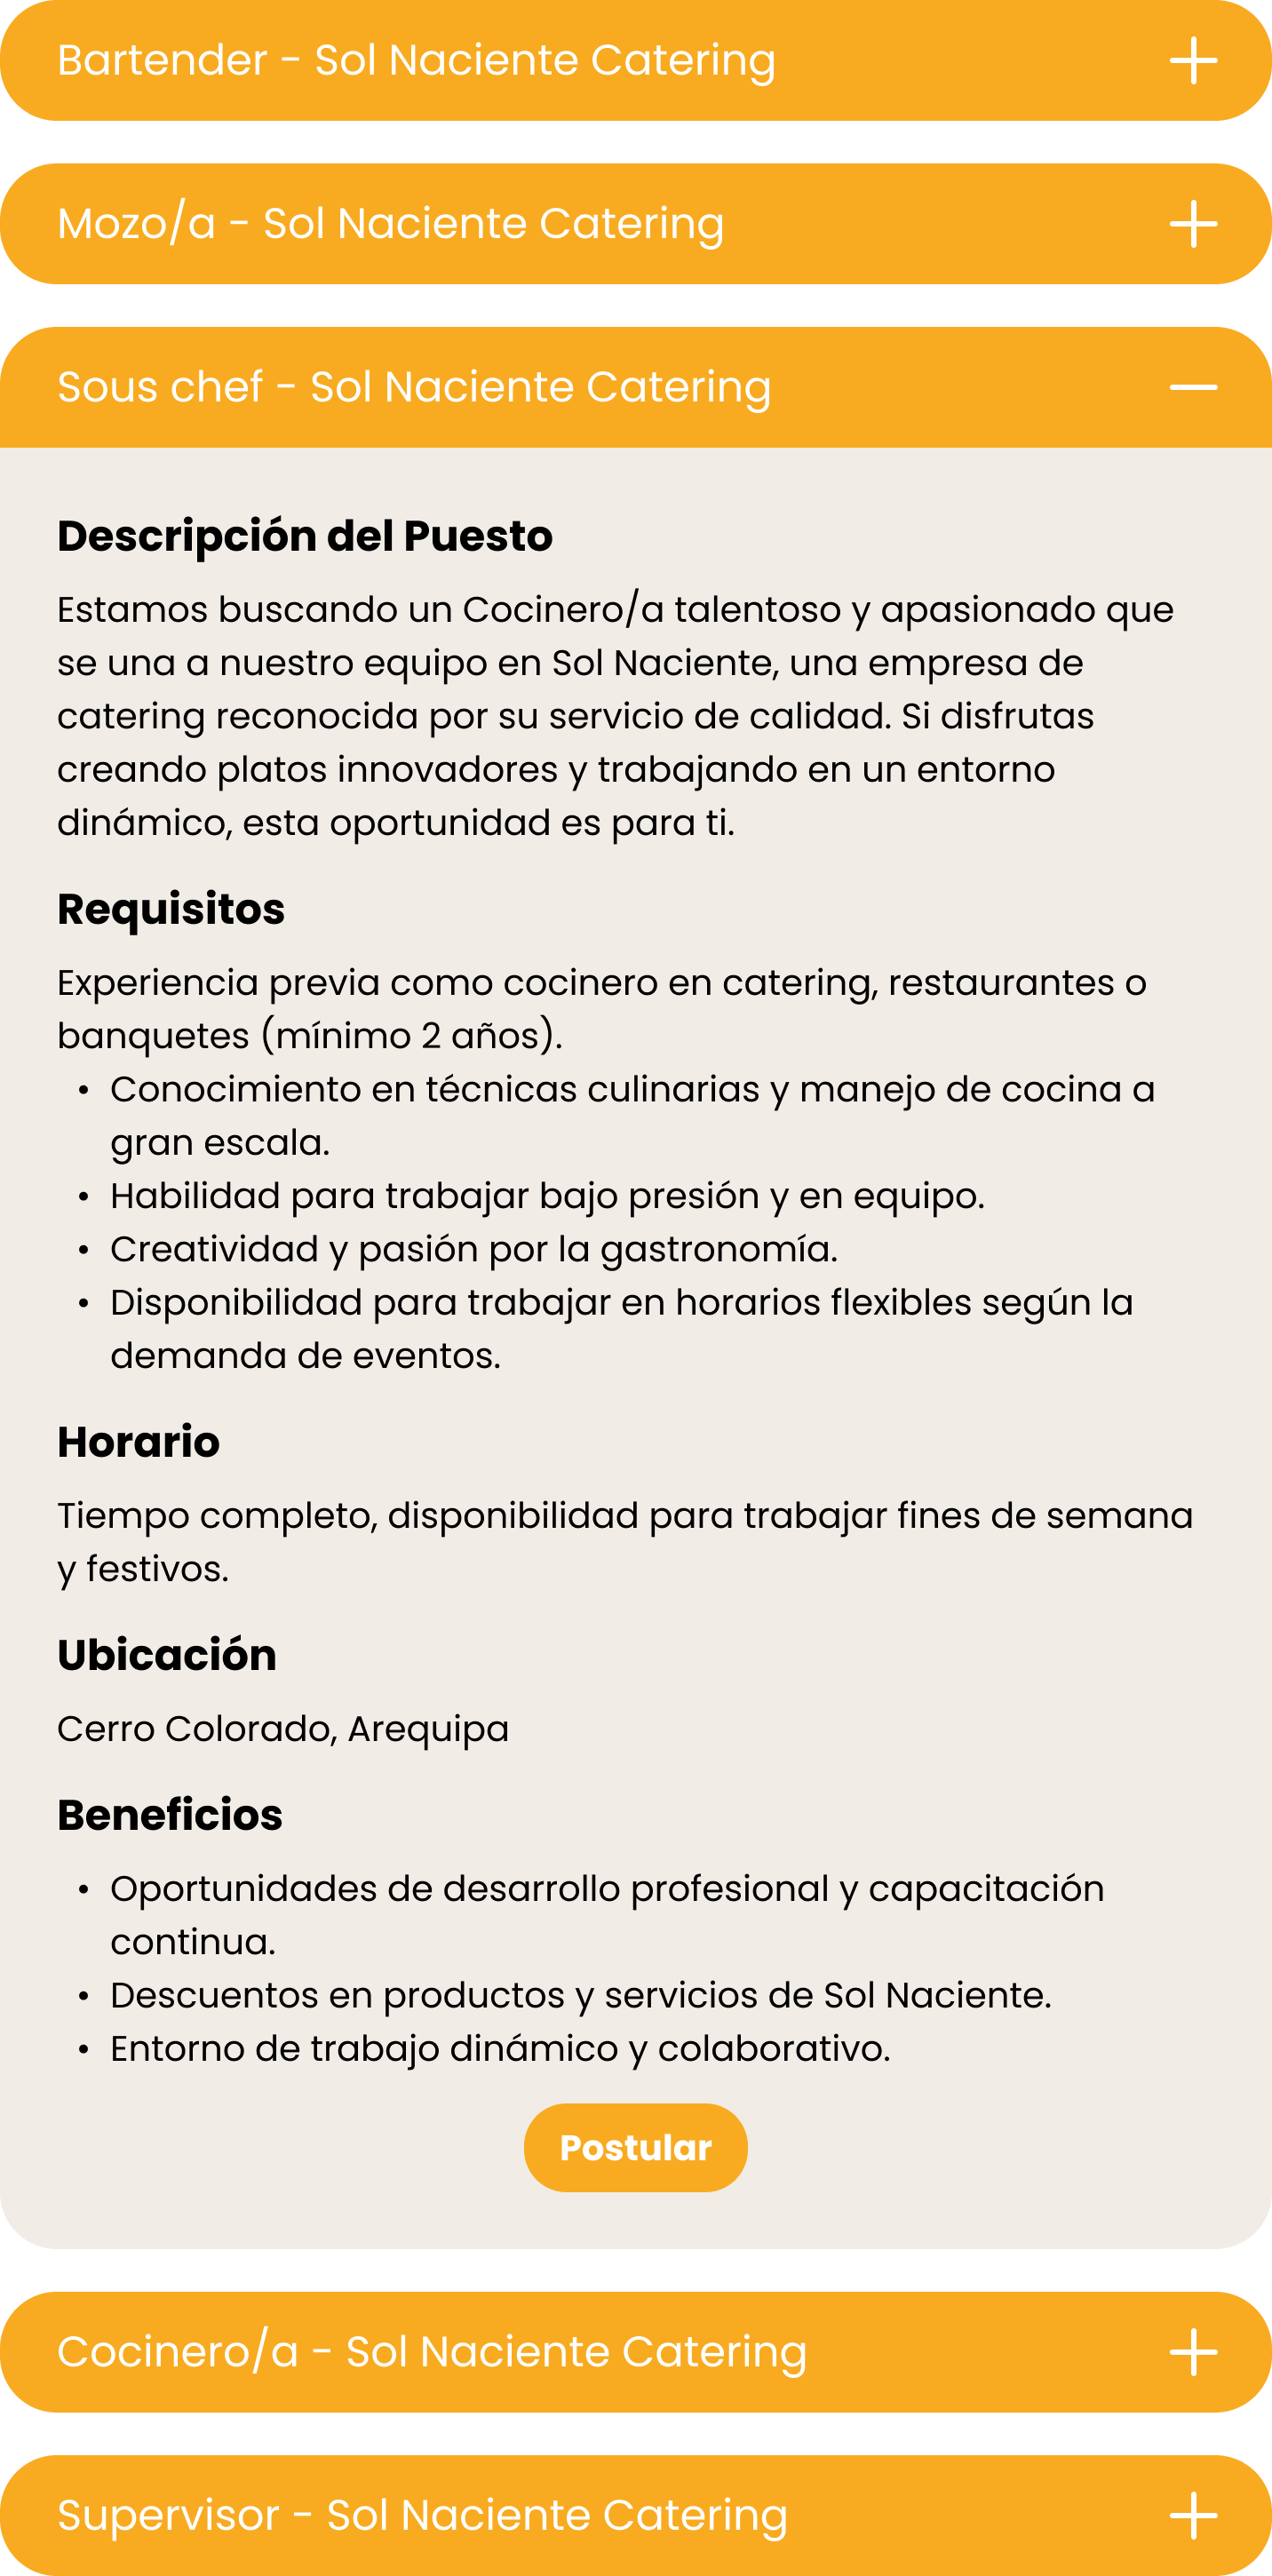 Bartender - Sol Naciente Catering
Mozo/a - Sol Naciente Catering
Sous chef - Sol Naciente Catering
Descripción del Puesto
Estamos buscando un Cocinero/a talentoso y apasionado que
se una a nuestro equipo en Sol Naciente, una empresa de
catering reconocida por su servicio de calidad. Si disfrutas
creando platos innovadores y trabajando en un entorno
dinámico, esta oportunidad es para ti.
Requisitos
Experiencia previa como cocinero en catering, restaurantes o
banquetes (mínimo 2 años).
• Conocimiento en técnicas culinarias y manejo de cocina a
gran escala.
• Habilidad para trabajar bajo presión y en equipo.
• Creatividad y pasión por la gastronomía.
• Disponibilidad para trabajar en horarios flexibles según la
demanda de eventos.
Horario
Tiempo completo, disponibilidad para trabajar fines de semana
y festivos.
Ubicación
Cerro Colorado, Arequipa
Beneficios
• Oportunidades de desarrollo profesional y capacitación
continua.
• Descuentos en productos y servicios de Sol Naciente.
• Entorno de trabajo dinámico y colaborativo.
Postular
Cocinero/a - Sol Naciente Catering
Supervisor - Sol Naciente Catering